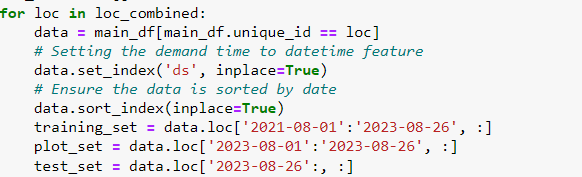 for loc in loc_combined:
    data = main_df[main_df.unique_id == loc]
    # Setting the demand time to datetime feature
    data.set_index('ds', inplace=True)
    # Ensure the data is sorted by date
    data.sort_index(inplace=True)
    training_set = data.loc['2021-08-01':'2023-08-26', :]
    plot_set = data.loc['2023-08-01':'2023-08-26', :]
    test_set = data.loc['2023-08-26':, :]